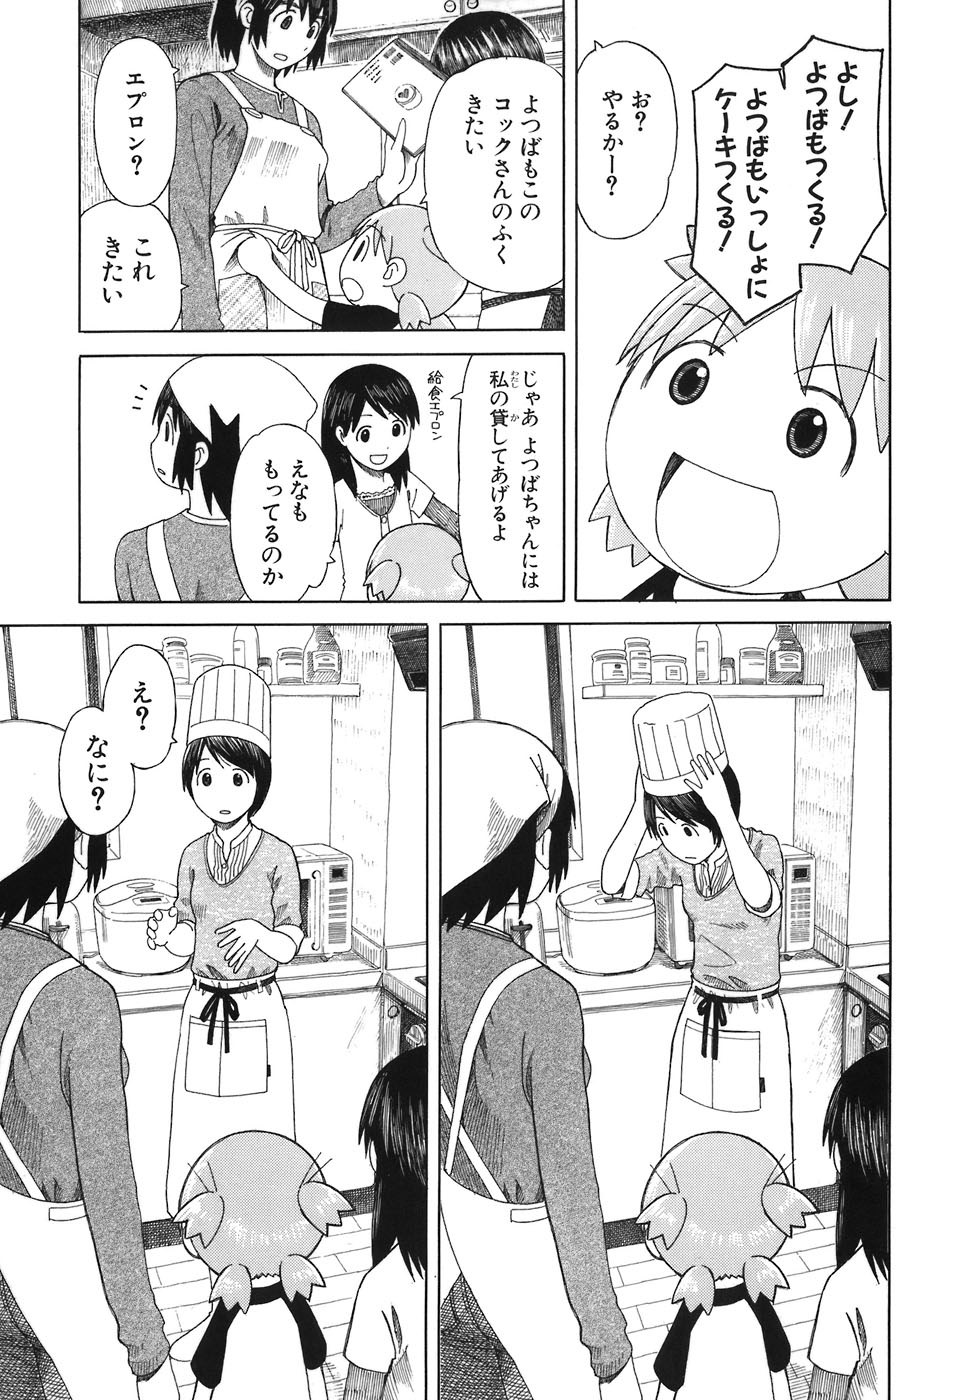 よし！
よつばもつくる！
よつばもいっしょに
ケーキつくる！
お？
やるかー？
よつばもこの
コックさんのふく
きたい
エプロン？
これ
きたい
じゃあ よつばちゃんには
私の貸してあげるよ
わたし
か
給食エプロン
えなも
もってるのか
え？
なに？